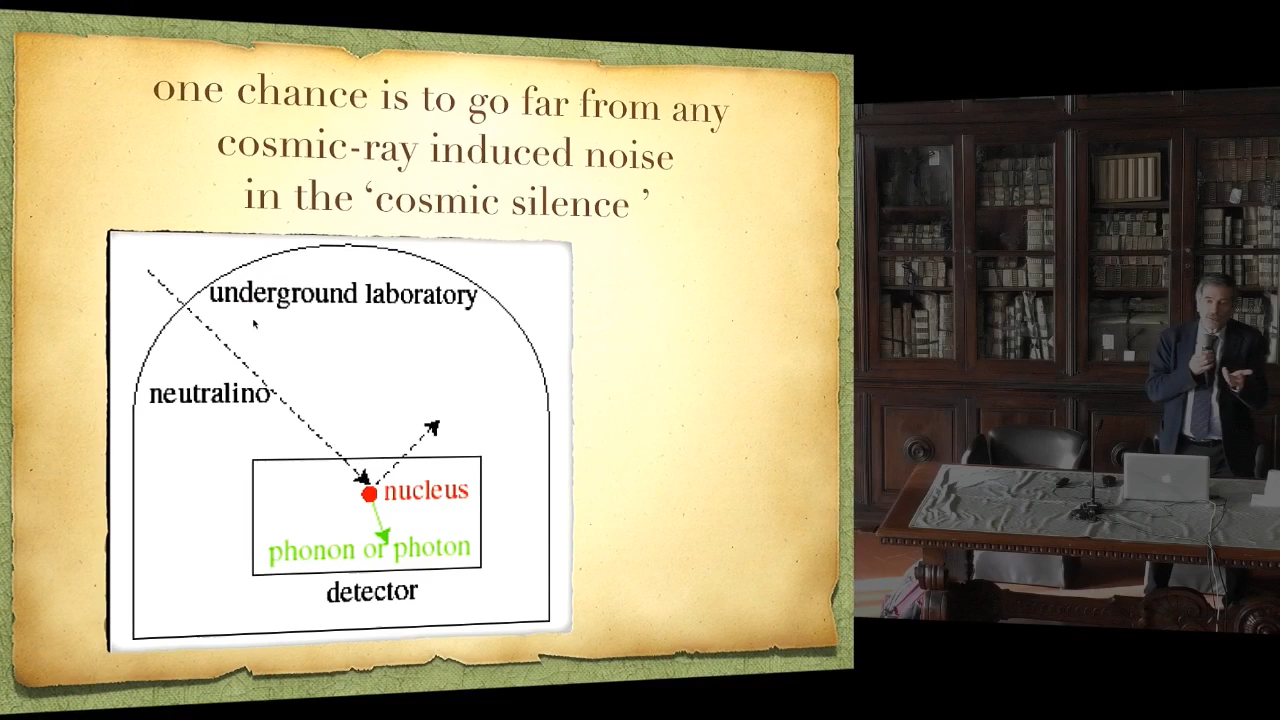 one chance is to go far from any
cosmic-ray induced noise
in the ‘cosmic silence ’
underground laboratory
neutralino
nucleus
phonon or photon
detector